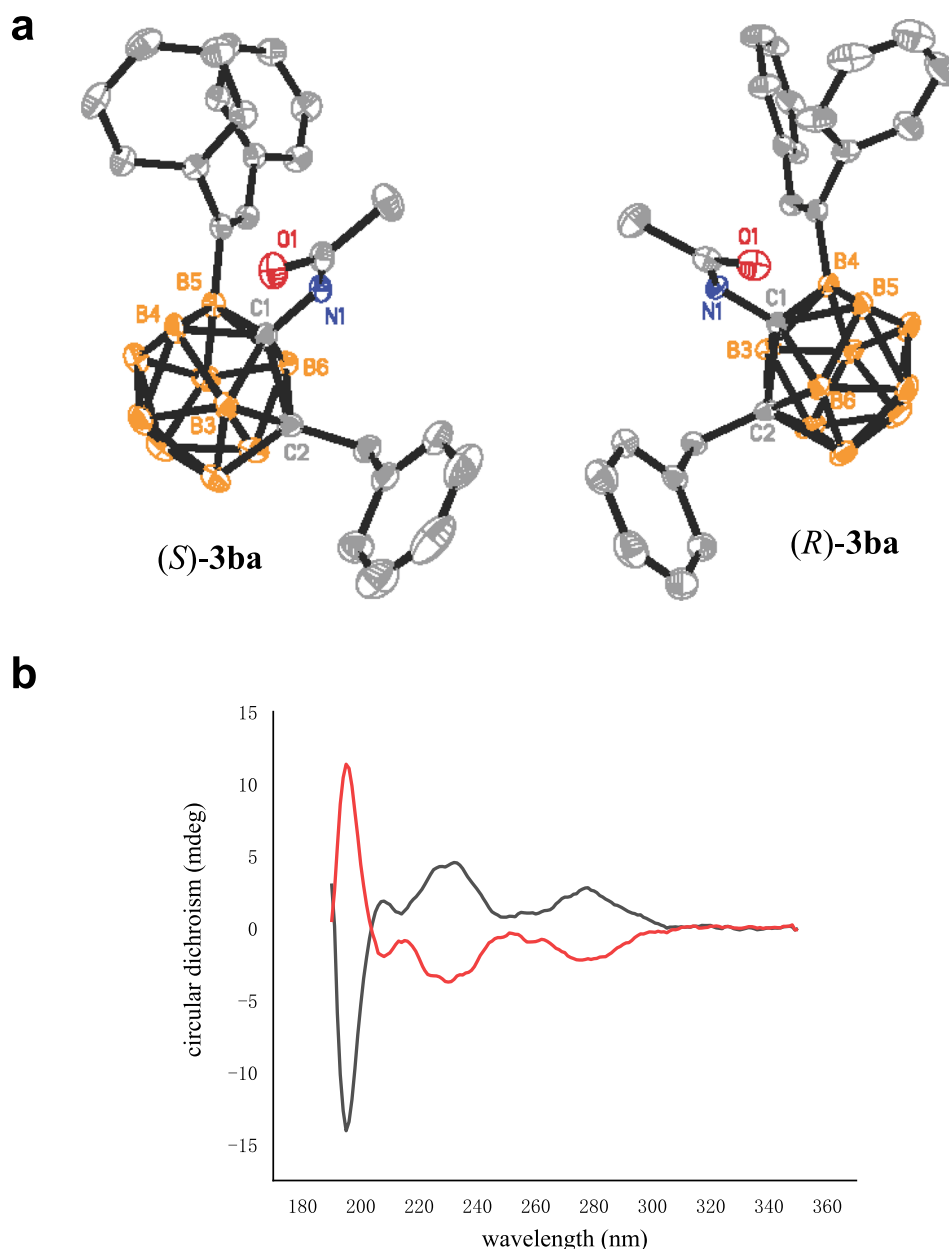 a
O1
B5
N1
B4
C1
B6
B3
C2
(S)-3ba
O1
B4
N1
C1
B5
B3
B6
C2
(R)-3ba
b
15
10
5
0
−5
−10
−15
circular dichroism (mdeg)
180 200 220 240 260 280 300 320 340 360
wavelength (nm)